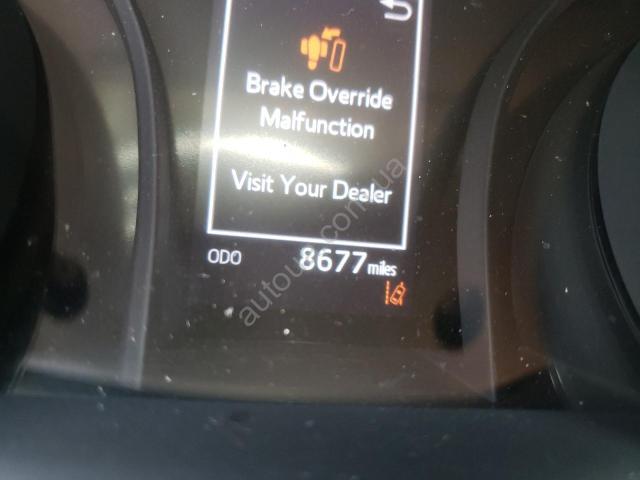 Brake Override
Malfunction
Visit Your Dealer
ODO 8677 miles